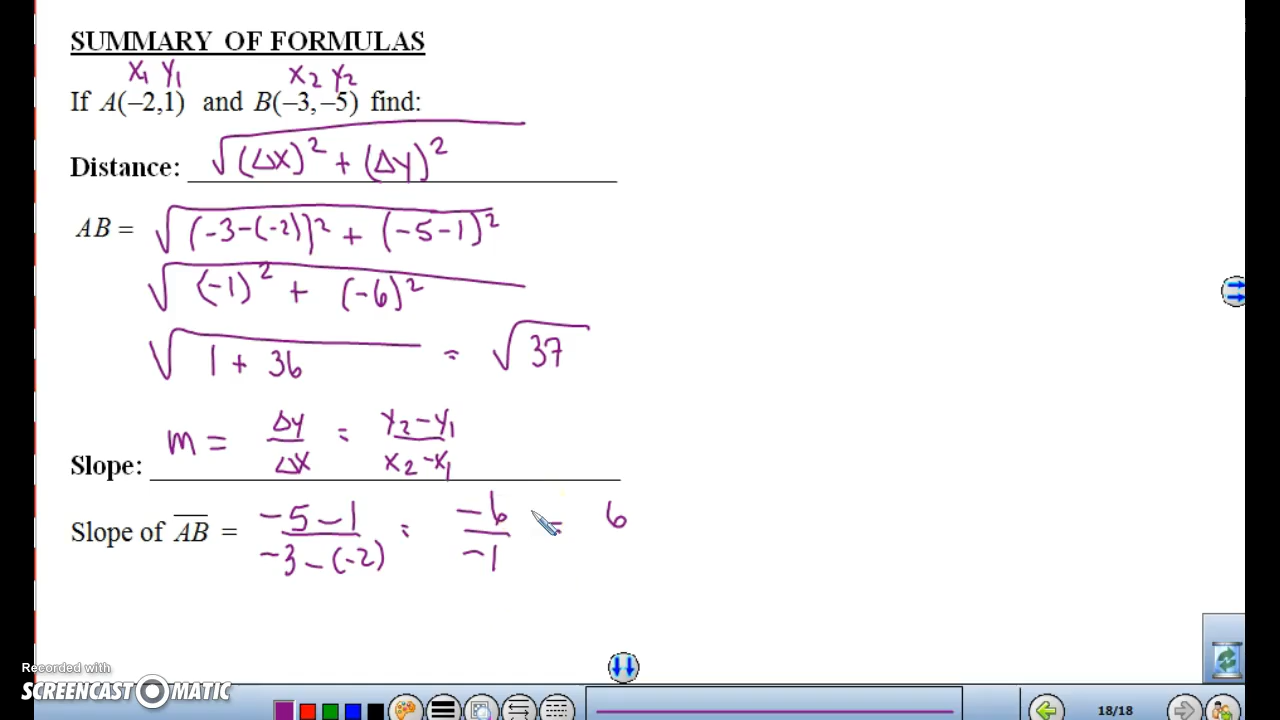 SUMMARY OF FORMULAS
x₁ y₁ x₂ y₂
If A(−2,1) and B(−3,−5) find:
Distance: √((Δx)² + (Δy)²)
AB = √((-3-(-2))² + (-5-1)²)
√((-1)² + (-6)²)
√(1 + 36) = √37
Slope: m = Δy/Δx = (y₂-y₁)/(x₂-x₁)
Slope of AB = (-5-1)/(-3-(-2)) = -6/-1 = 6
Recorded with
SCREENCAST-O-MATIC
18/18